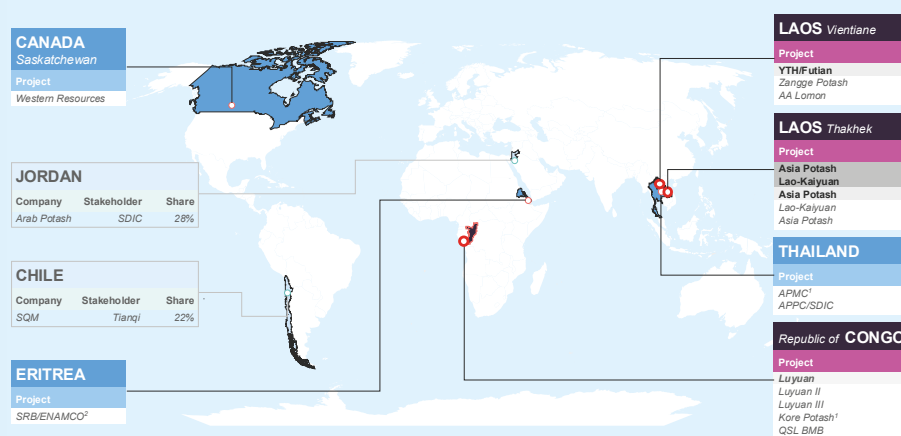 CANADA
Saskatchewan
Project
Western Resources
JORDAN
Company Stakeholder Share
Arab Potash SDIC 28%
CHILE
Company Stakeholder Share
SQM Tianqi 22%
ERITREA
Project
SRB/ENAMCO²
LAOS Vientiane
Project
YTH/Futian
Zangge Potash
AA Lomon
LAOS Thakhek
Project
Asia Potash
Lao-Kaiyuan
Asia Potash
Lao-Kaiyuan
Asia Potash
THAILAND
Project
APMC¹
APPC/SDIC
Republic of CONGO
Project
Luyuan
Luyuan II
Luyuan III
Kore Potash¹
QSL BMB